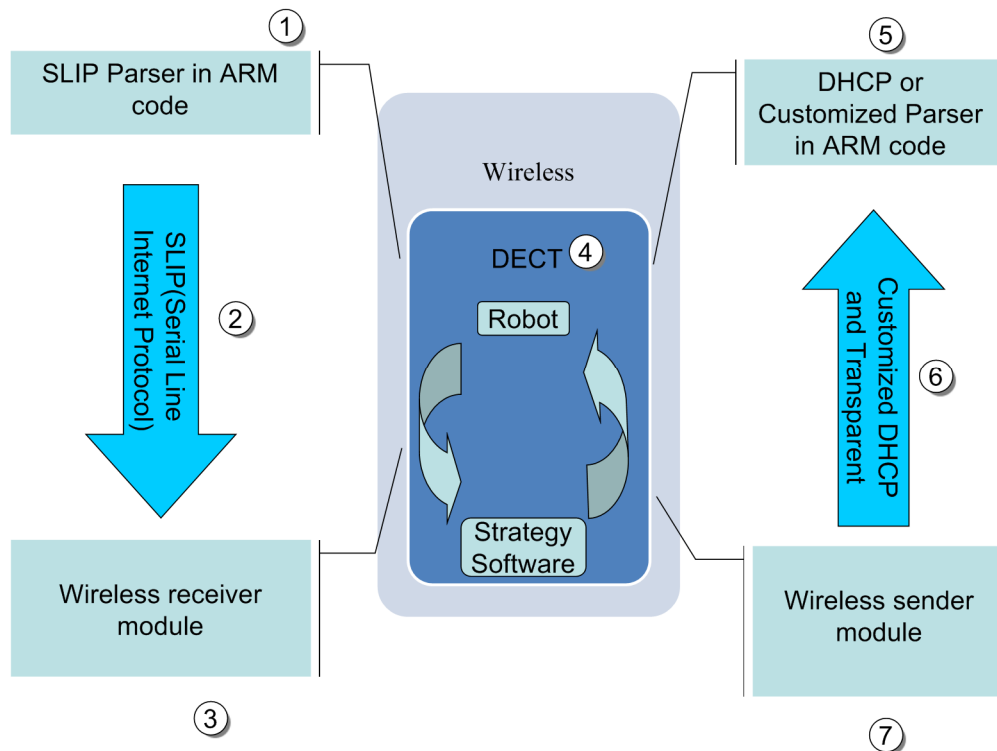 1
SLIP Parser in ARM
code
SLIP(Serial Line
Internet Protocol)
2
Wireless receiver
module
3
Wireless
DECT 4
Robot
Strategy
Software
5
DHCP or
Customized Parser
in ARM code
Customized DHCP
and Transparent
6
Wireless sender
module
7